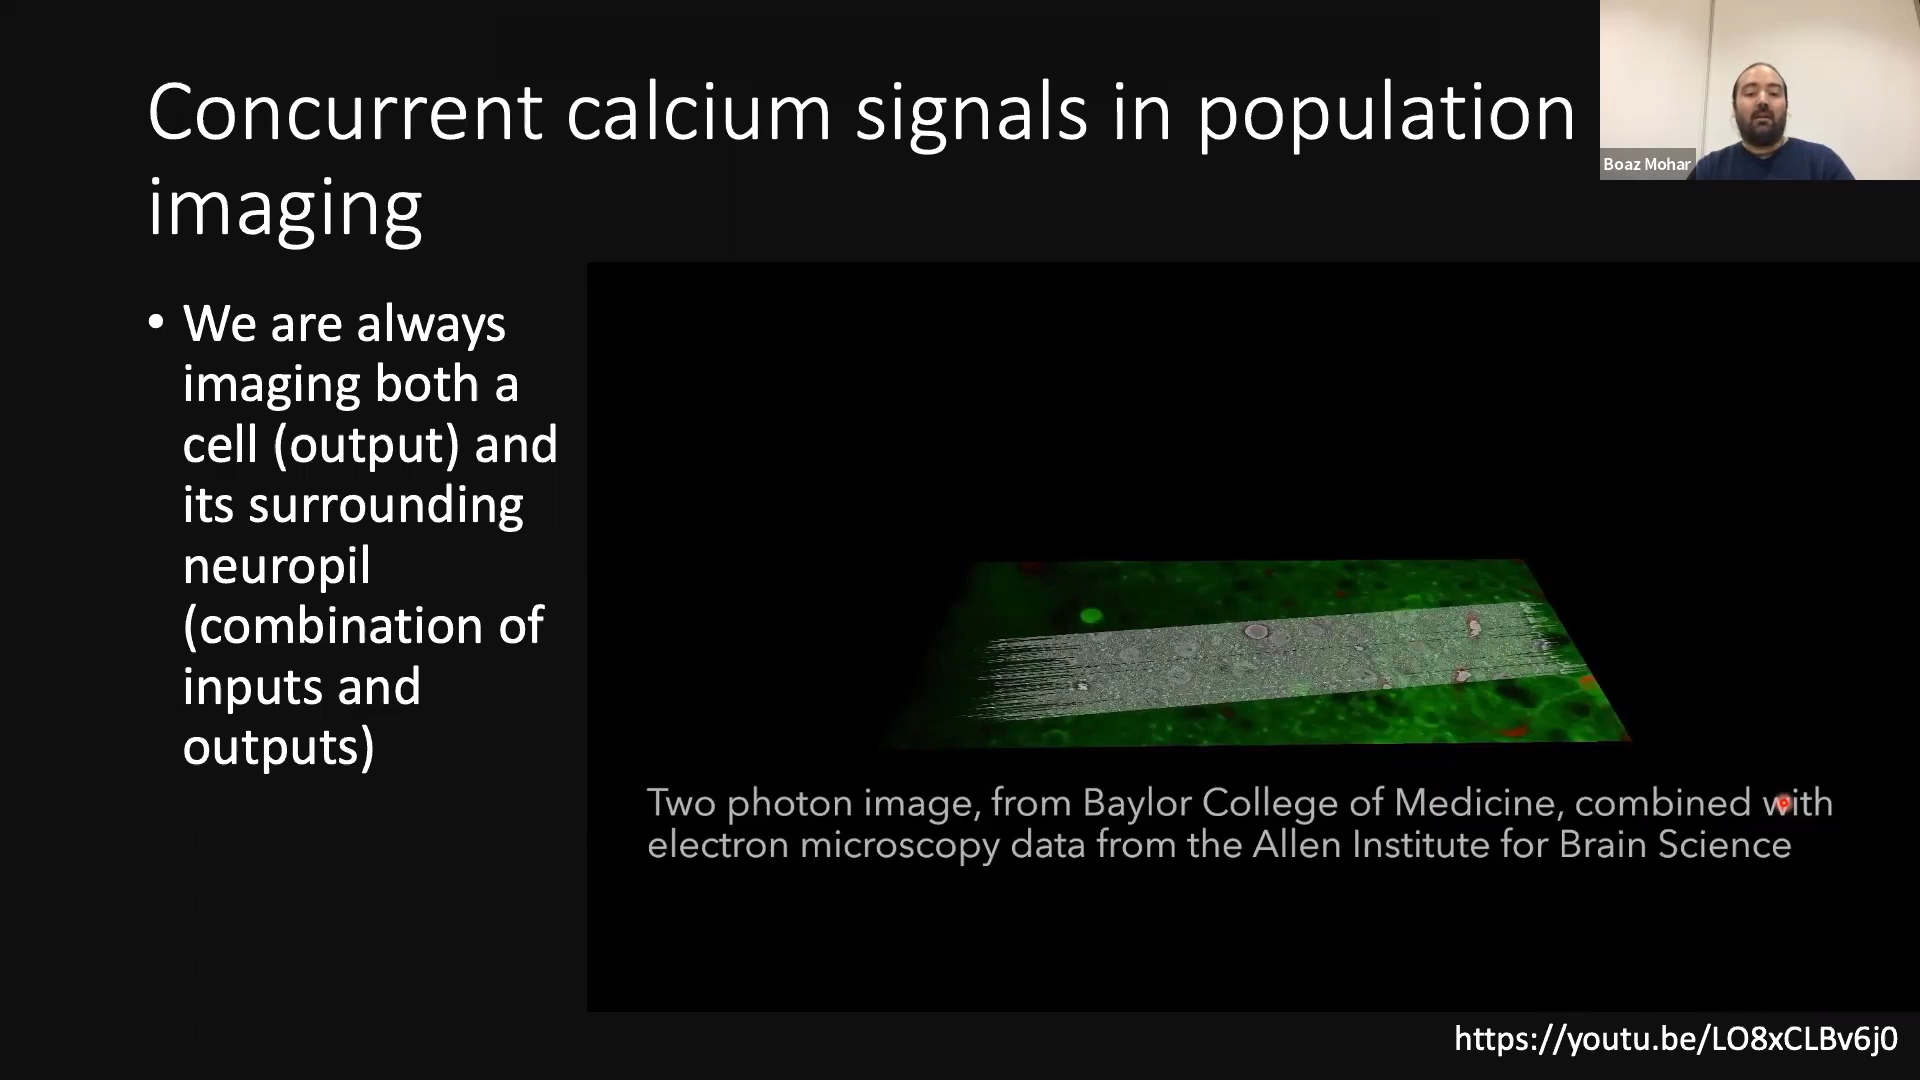 Concurrent calcium signals in population
imaging
Boaz Mohar
• We are always
imaging both a
cell (output) and
its surrounding
neuropil
(combination of
inputs and
outputs)
Two photon image, from Baylor College of Medicine, combined with
electron microscopy data from the Allen Institute for Brain Science
https://youtu.be/LO8xCLBv6j0